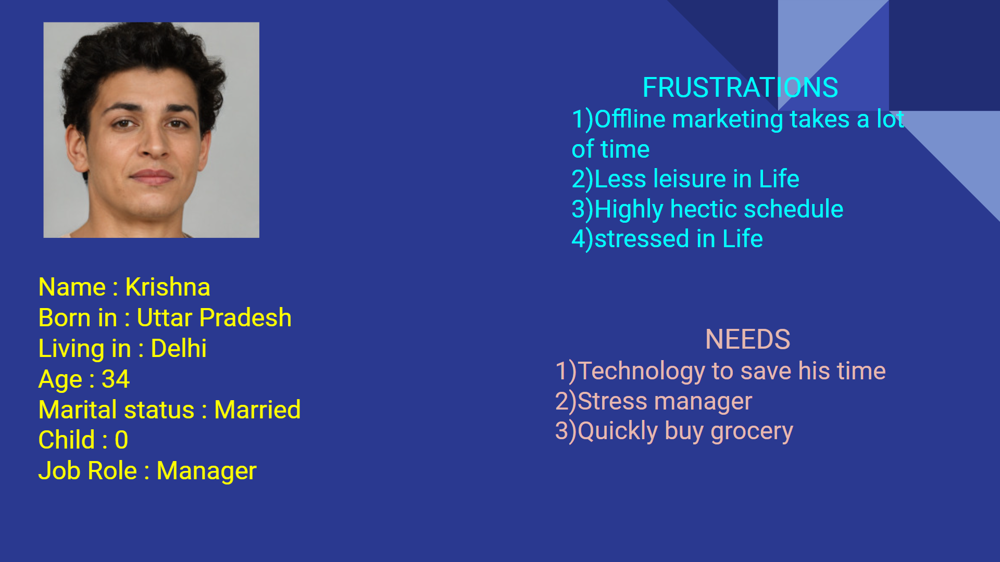 Name : Krishna
Born in : Uttar Pradesh
Living in : Delhi
Age : 34
Marital status : Married
Child : 0
Job Role : Manager
FRUSTRATIONS
1)Offline marketing takes a lot
of time
2)Less leisure in Life
3)Highly hectic schedule
4)stressed in Life
NEEDS
1)Technology to save his time
2)Stress manager
3)Quickly buy grocery